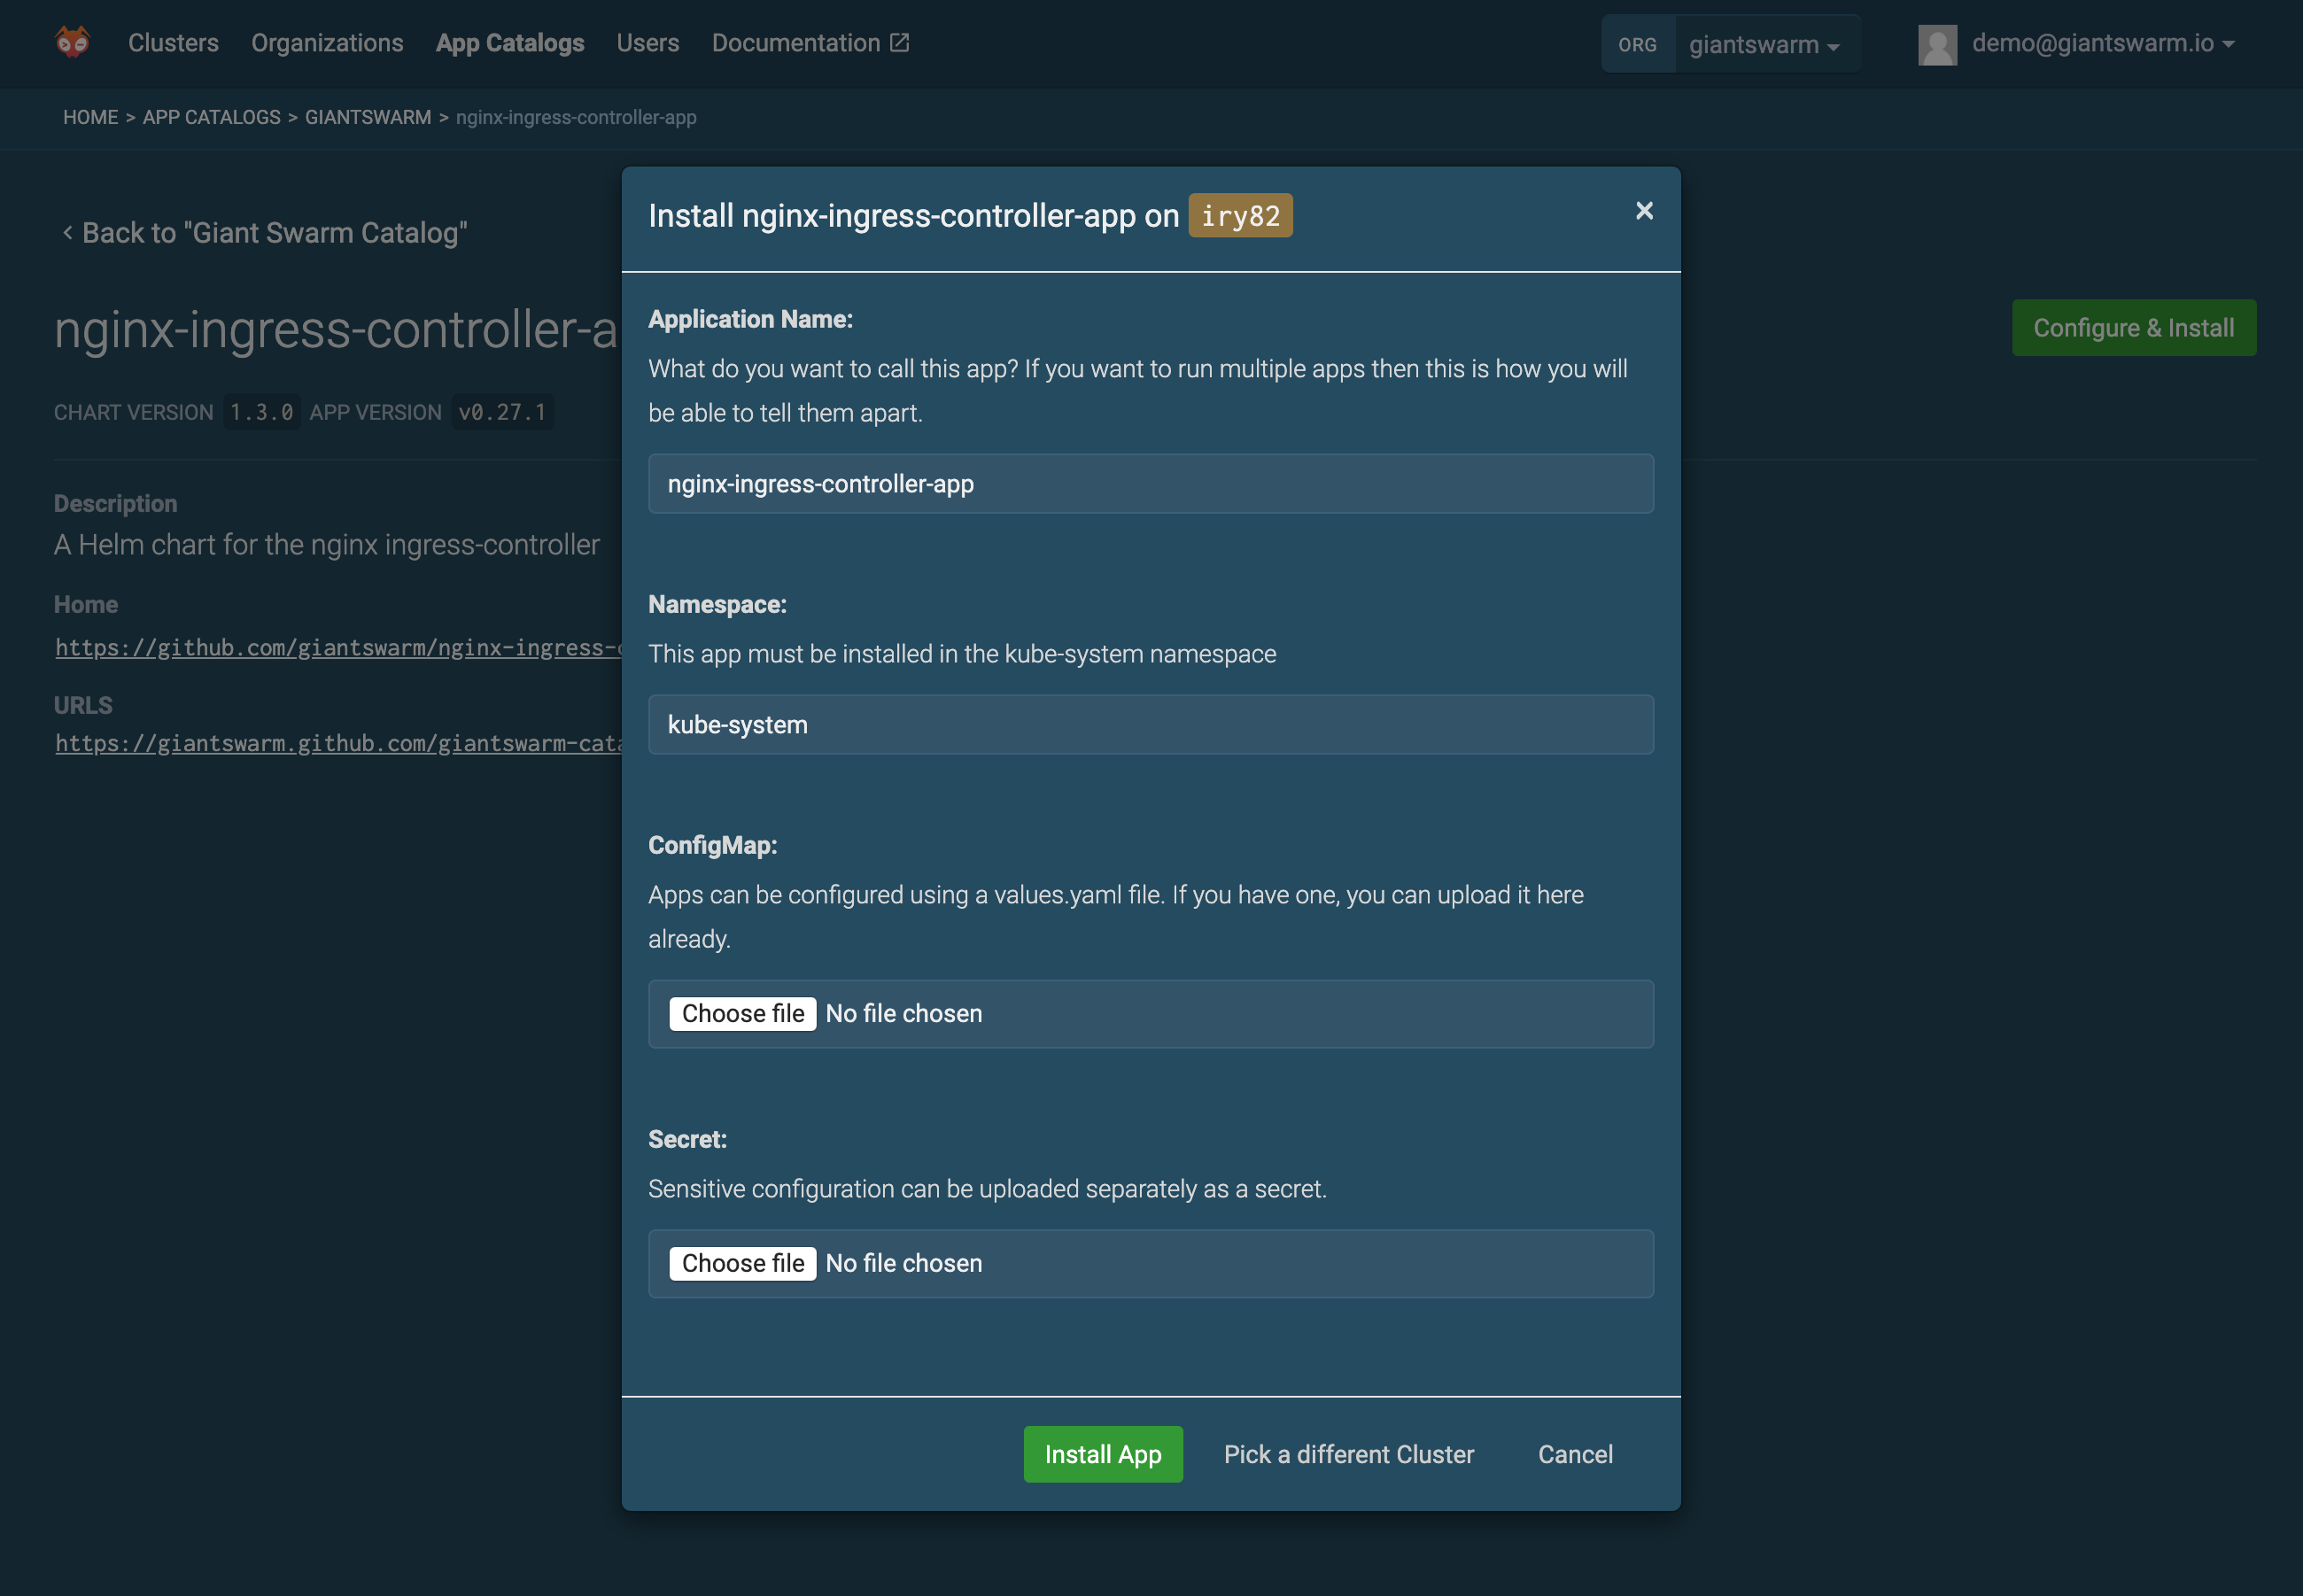 Clusters Organizations App Catalogs Users Documentation
ORG giantswarm
demo@giantswarm.io
HOME > APP CATALOGS > GIANTSWARM > nginx-ingress-controller-app
< Back to "Giant Swarm Catalog"
nginx-ingress-controller-a
Configure & Install
CHART VERSION 1.3.0 APP VERSION v0.27.1
Description
A Helm chart for the nginx ingress-controller
Home
https://github.com/giantswarm/nginx-ingress-c
URLS
https://giantswarm.github.com/giantswarm-cata
Install nginx-ingress-controller-app on iry82
×
Application Name:
What do you want to call this app? If you want to run multiple apps then this is how you will
be able to tell them apart.
nginx-ingress-controller-app
Namespace:
This app must be installed in the kube-system namespace
kube-system
ConfigMap:
Apps can be configured using a values.yaml file. If you have one, you can upload it here
already.
Choose file No file chosen
Secret:
Sensitive configuration can be uploaded separately as a secret.
Choose file No file chosen
Install App Pick a different Cluster Cancel